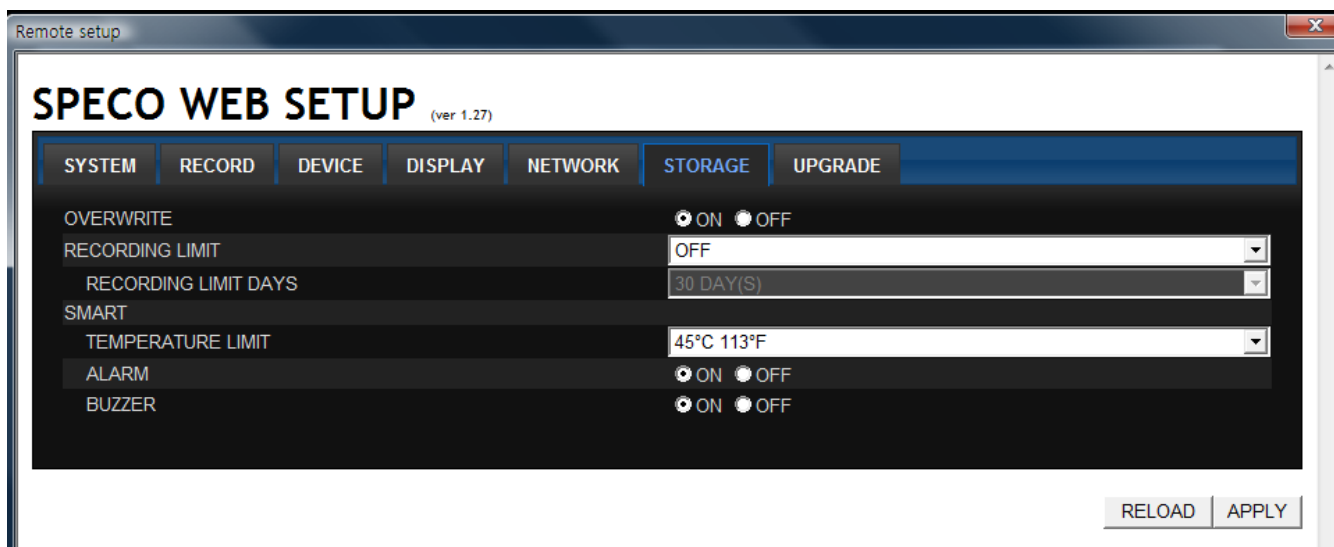 Remote setup
SPECO WEB SETUP (ver 1.27)
SYSTEM RECORD DEVICE DISPLAY NETWORK STORAGE UPGRADE
OVERWRITE ON OFF
RECORDING LIMIT OFF
RECORDING LIMIT DAYS 30 DAY(S)
SMART
TEMPERATURE LIMIT 45°C 113°F
ALARM ON OFF
BUZZER ON OFF
RELOAD APPLY